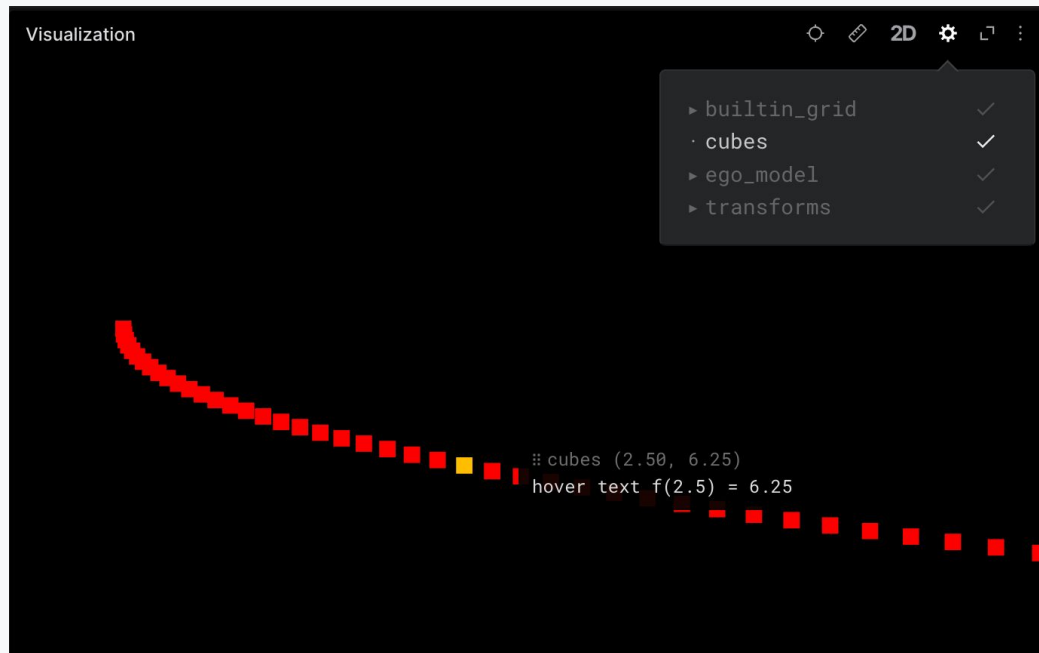 Visualization
2D
▸ builtin_grid ✓
· cubes ✓
▸ ego_model ✓
▸ transforms ✓
⠿ cubes (2.50, 6.25)
hover text f(2.5) = 6.25